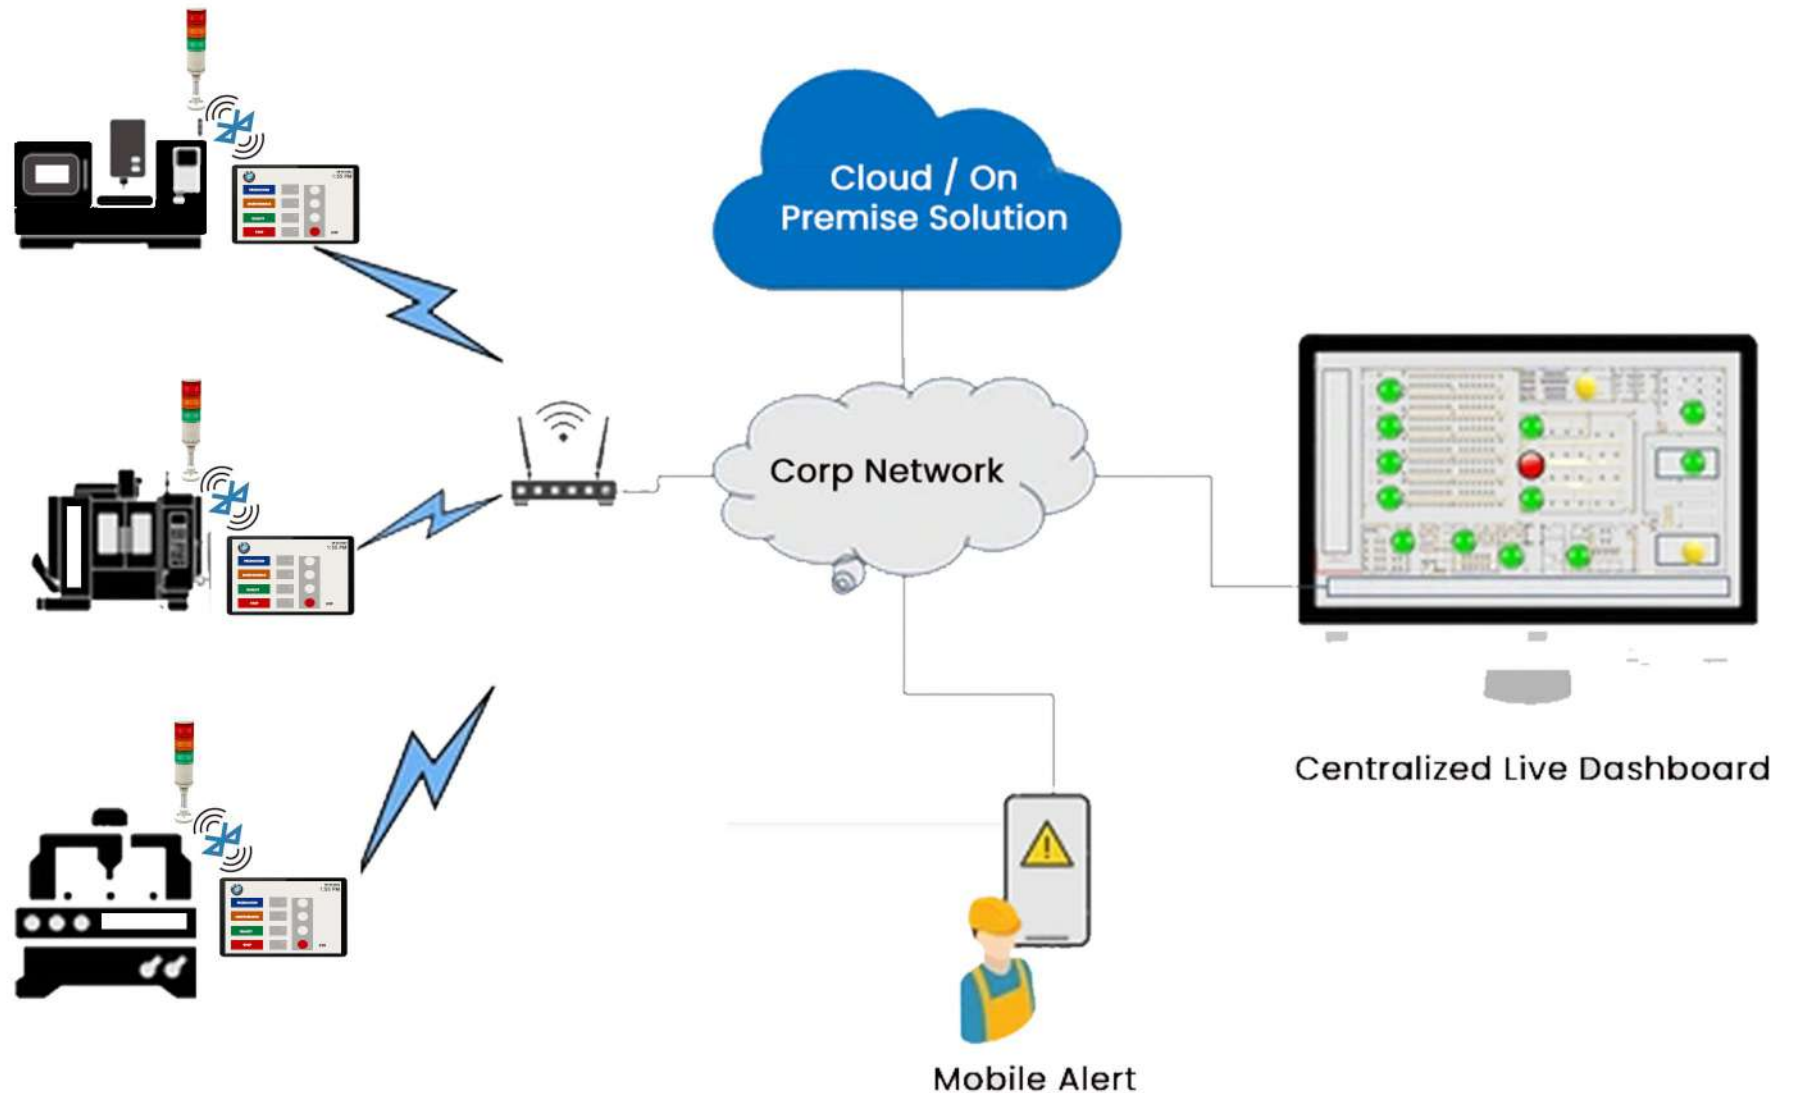 Cloud / On
Premise Solution
Corp Network
Centralized Live Dashboard
Mobile Alert